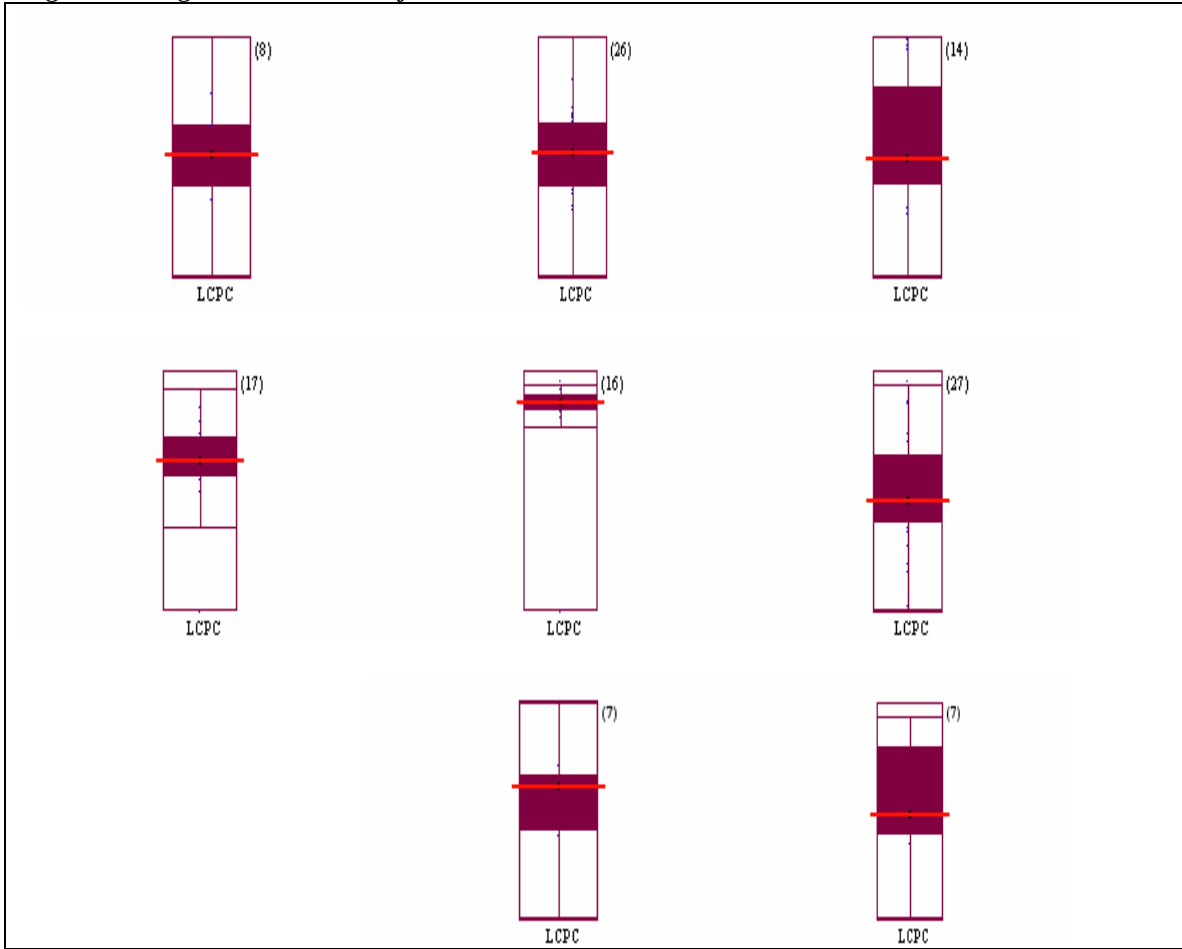 (8) (26) (14)
LCPC LCPC LCPC
(17) (16) (27)
LCPC LCPC LCPC
(7) (7)
LCPC LCPC